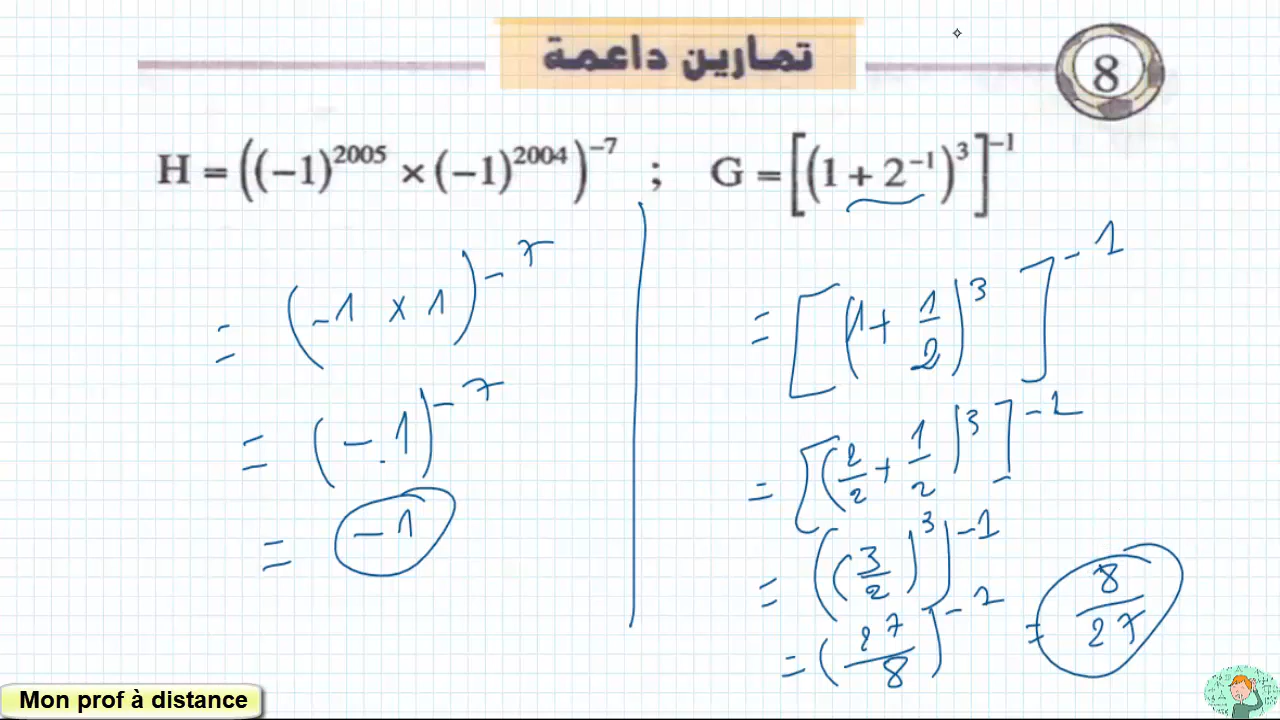 تمارين داعمة
8
H = ((−1)²⁰⁰⁵ × (−1)²⁰⁰⁴)⁻⁷ ; G = [(1 + 2⁻¹)³]⁻¹
= (−1 × 1)⁻⁷
= (−1)⁻⁷
= −1
= [(1 + 1/2)³]⁻¹
= [(2/2 + 1/2)³]⁻¹
= ((3/2)³)⁻¹
= (27/8)⁻¹ = 8/27
Mon prof à distance